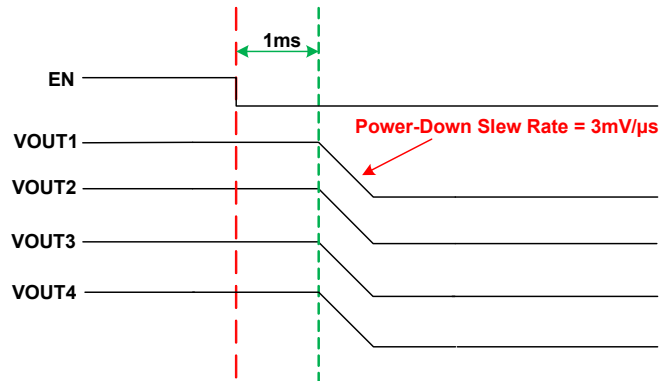 1ms
EN
Power-Down Slew Rate = 3mV/µs
VOUT1
VOUT2
VOUT3
VOUT4